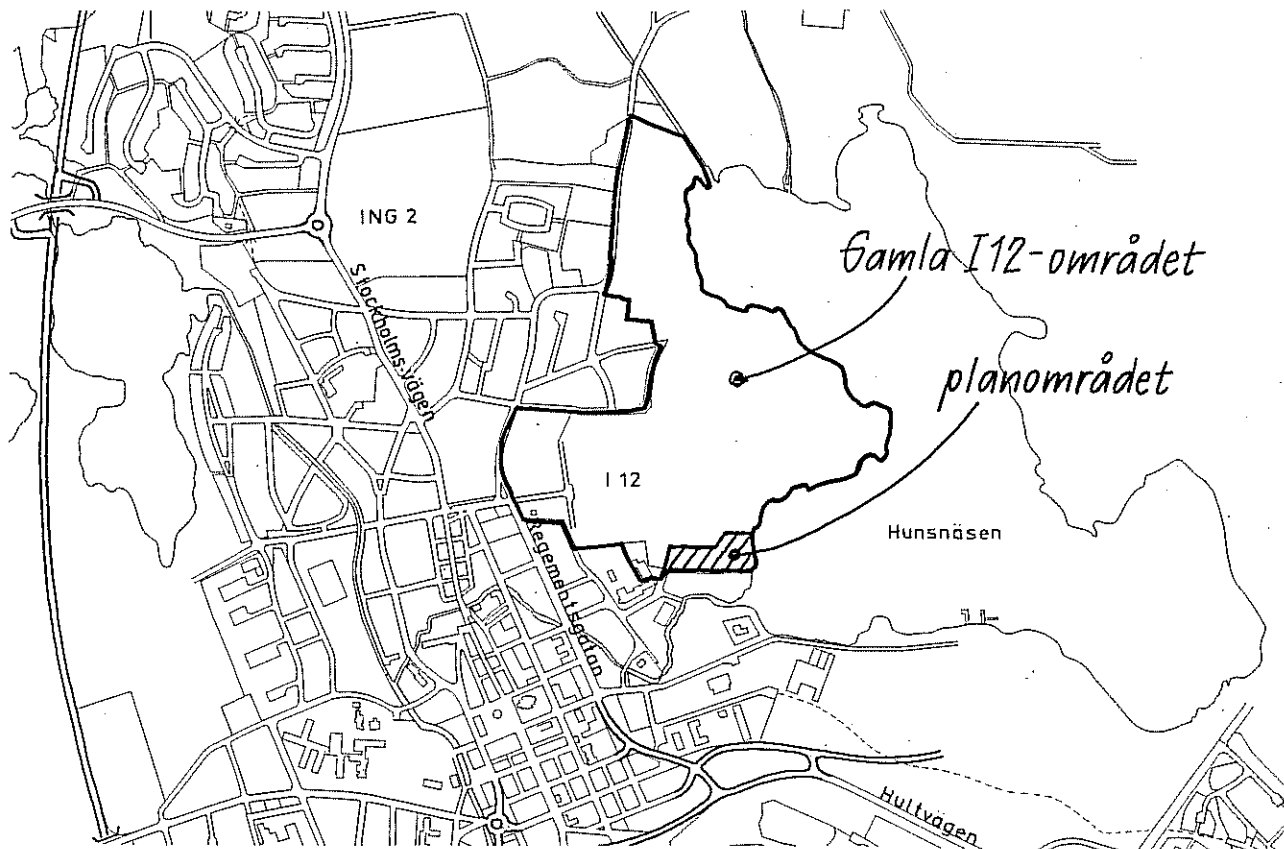 ING 2
Gamla I12-området
Stockholmsvägen
planområdet
I 12
Hunsnäsen
Regementsgatan
Hultvägen